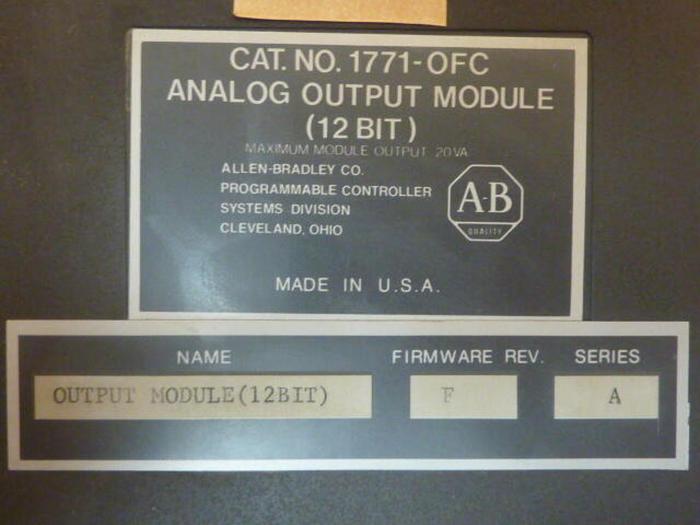 CAT. NO. 1771-OFC
ANALOG OUTPUT MODULE
(12 BIT)
MAXIMUM MODULE OUTPUT 20VA
ALLEN-BRADLEY CO.
PROGRAMMABLE CONTROLLER
SYSTEMS DIVISION
CLEVELAND, OHIO
A-B
QUALITY
MADE IN U.S.A.
NAME FIRMWARE REV. SERIES
OUTPUT MODULE(12BIT) F A